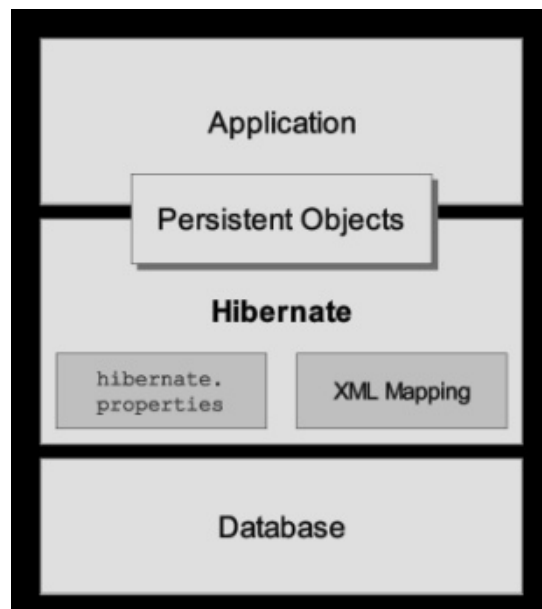 Application
Persistent Objects
Hibernate
hibernate.
properties
XML Mapping
Database